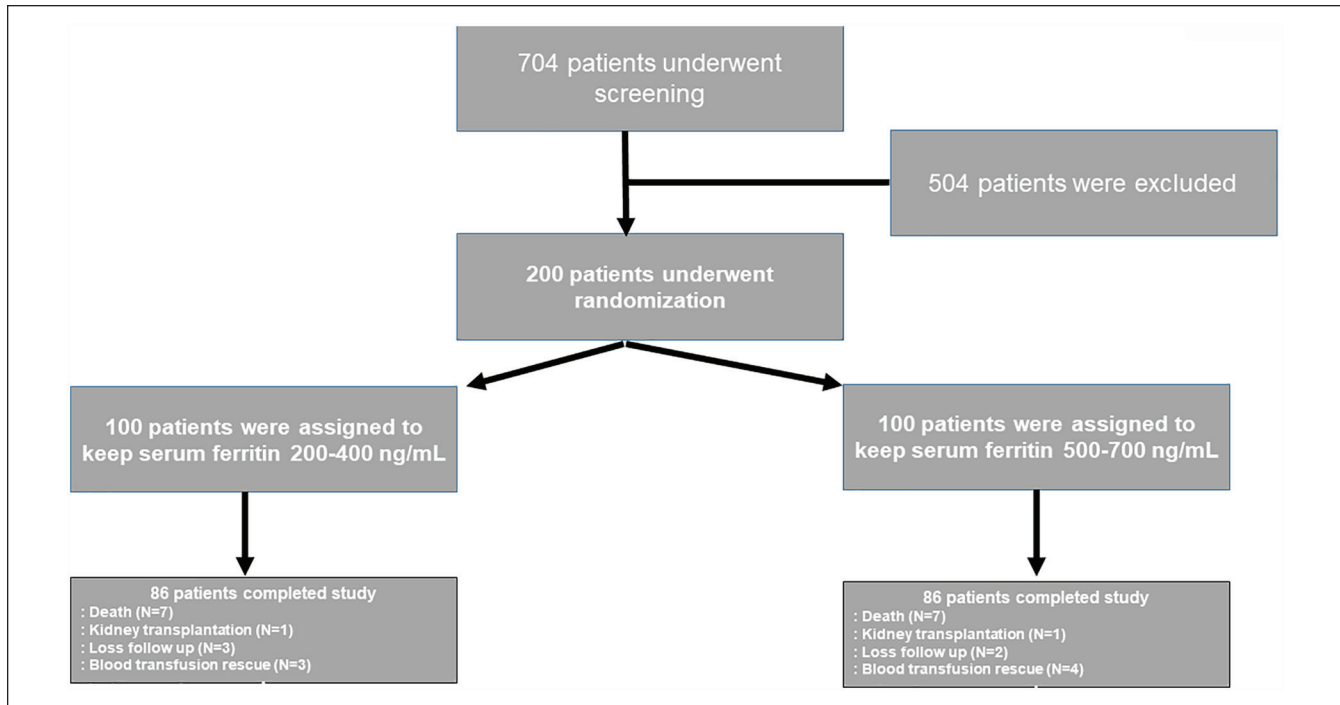 704 patients underwent
screening
504 patients were excluded
200 patients underwent
randomization
100 patients were assigned to
keep serum ferritin 200-400 ng/mL
100 patients were assigned to
keep serum ferritin 500-700 ng/mL
86 patients completed study
: Death (N=7)
: Kidney transplantation (N=1)
: Loss follow up (N=3)
: Blood transfusion rescue (N=3)
86 patients completed study
: Death (N=7)
: Kidney transplantation (N=1)
: Loss follow up (N=2)
: Blood transfusion rescue (N=4)